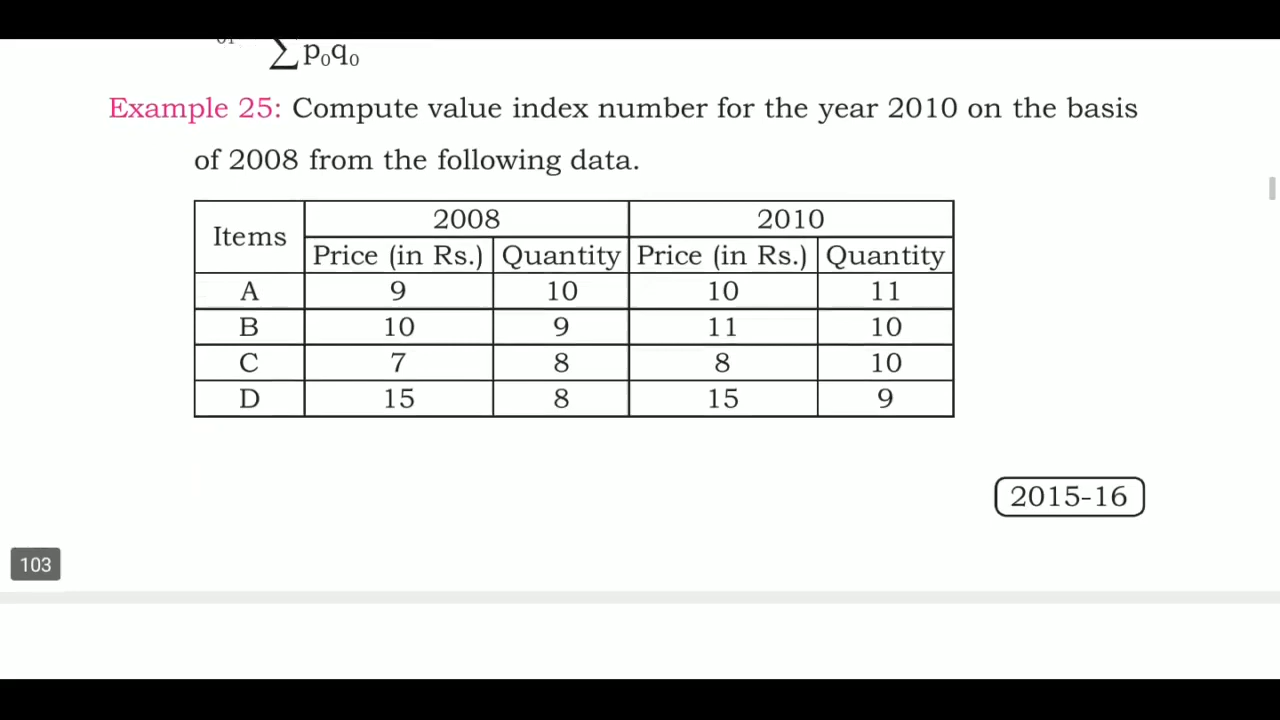 ∑p₀q₀
Example 25: Compute value index number for the year 2010 on the basis
of 2008 from the following data.
Items 2008 2010
Price (in Rs.) Quantity Price (in Rs.) Quantity
A 9 10 10 11
B 10 9 11 10
C 7 8 8 10
D 15 8 15 9
2015-16
103